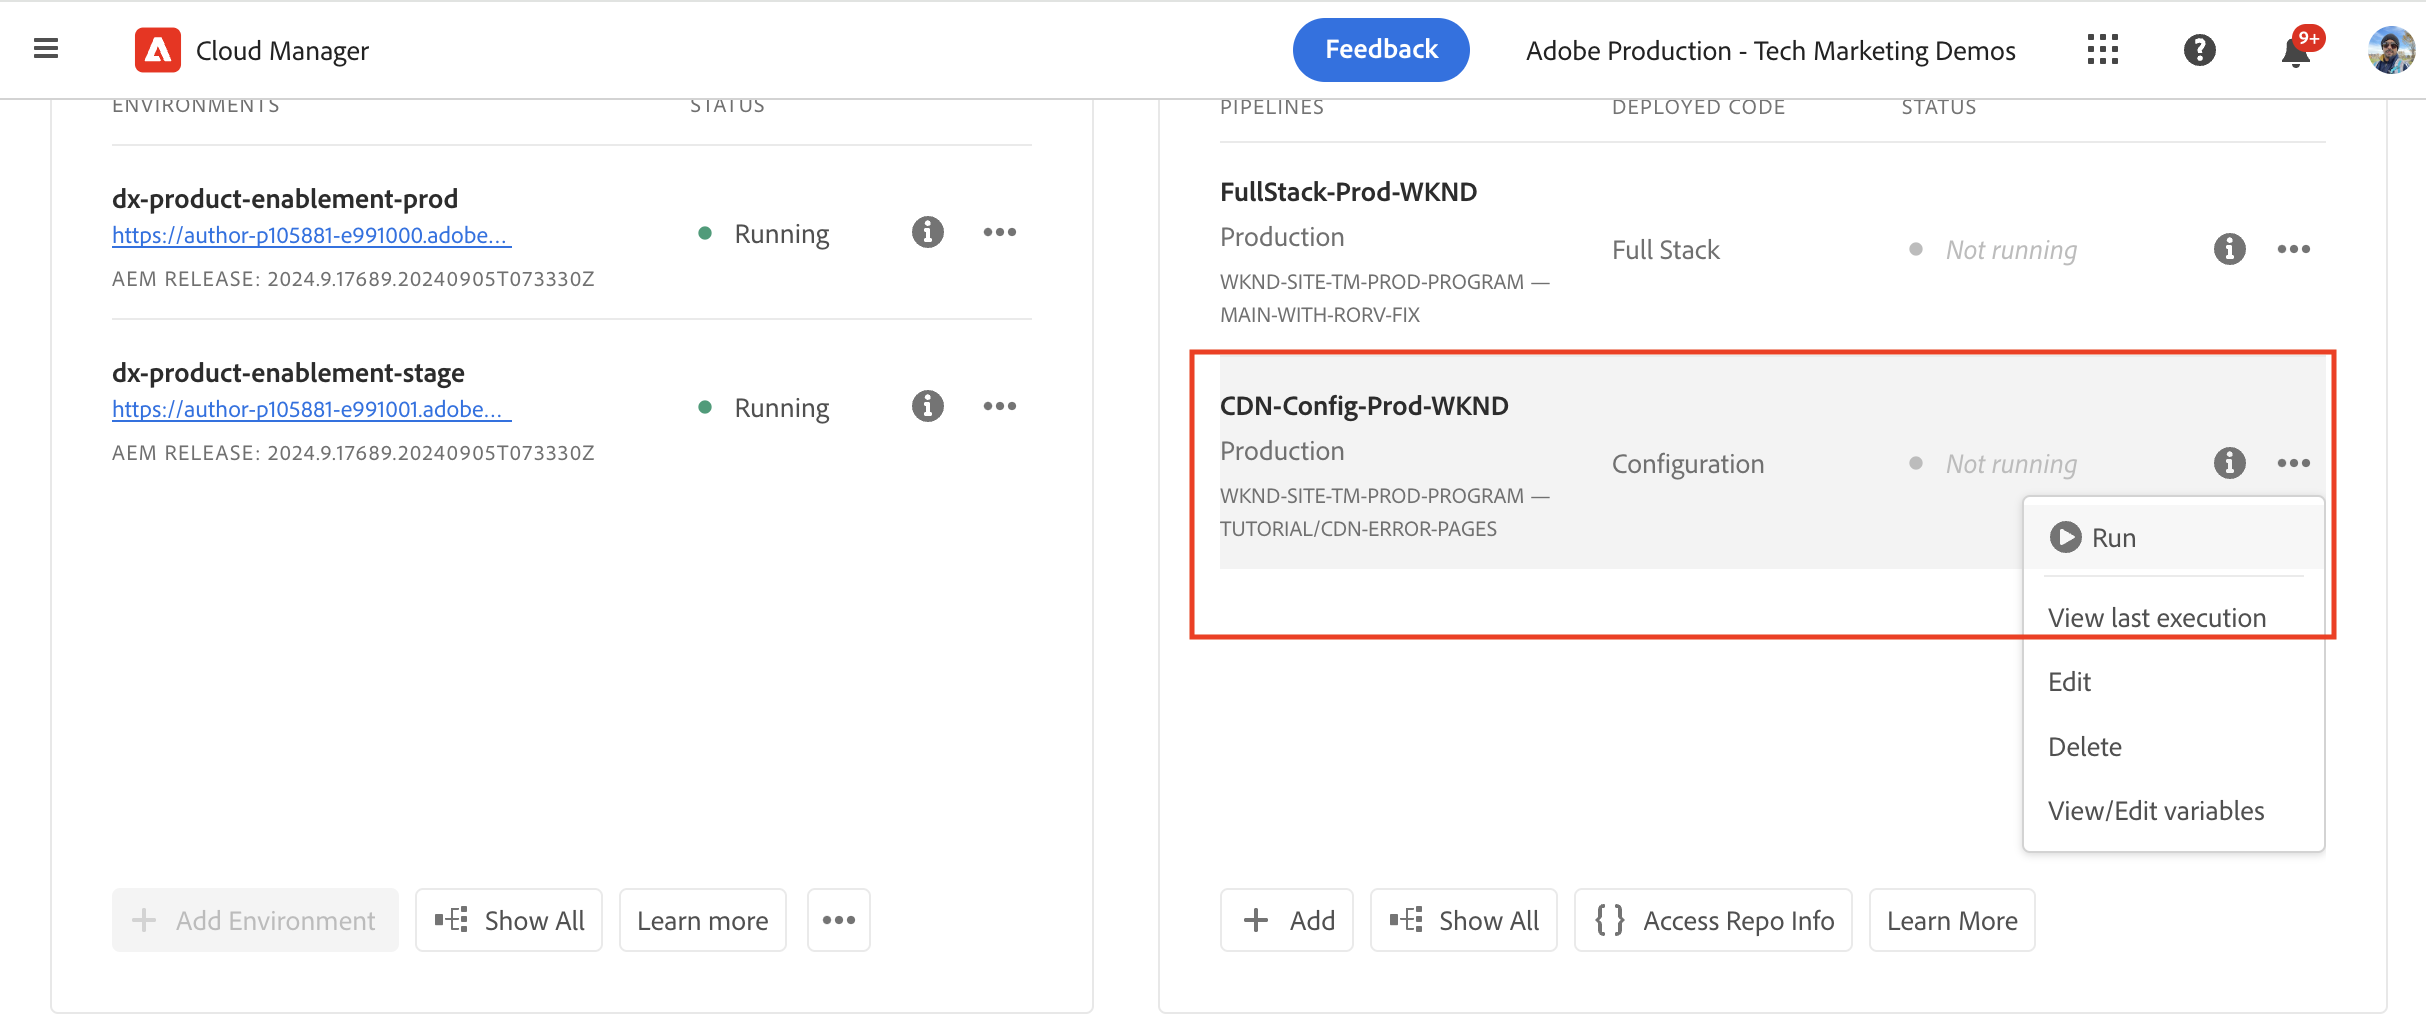 Cloud Manager
Feedback
Adobe Production - Tech Marketing Demos
9+
ENVIRONMENTS STATUS
dx-product-enablement-prod
https://author-p105881-e991000.adobe...
Running
AEM RELEASE: 2024.9.17689.20240905T073330Z
dx-product-enablement-stage
https://author-p105881-e991001.adobe...
Running
AEM RELEASE: 2024.9.17689.20240905T073330Z
+ Add Environment
Show All
Learn more
PIPELINES DEPLOYED CODE STATUS
FullStack-Prod-WKND
Production
Full Stack
Not running
WKND-SITE-TM-PROD-PROGRAM —
MAIN-WITH-RORV-FIX
CDN-Config-Prod-WKND
Production
Configuration
Not running
WKND-SITE-TM-PROD-PROGRAM —
TUTORIAL/CDN-ERROR-PAGES
Run
View last execution
Edit
Delete
View/Edit variables
+ Add
Show All
{ } Access Repo Info
Learn More